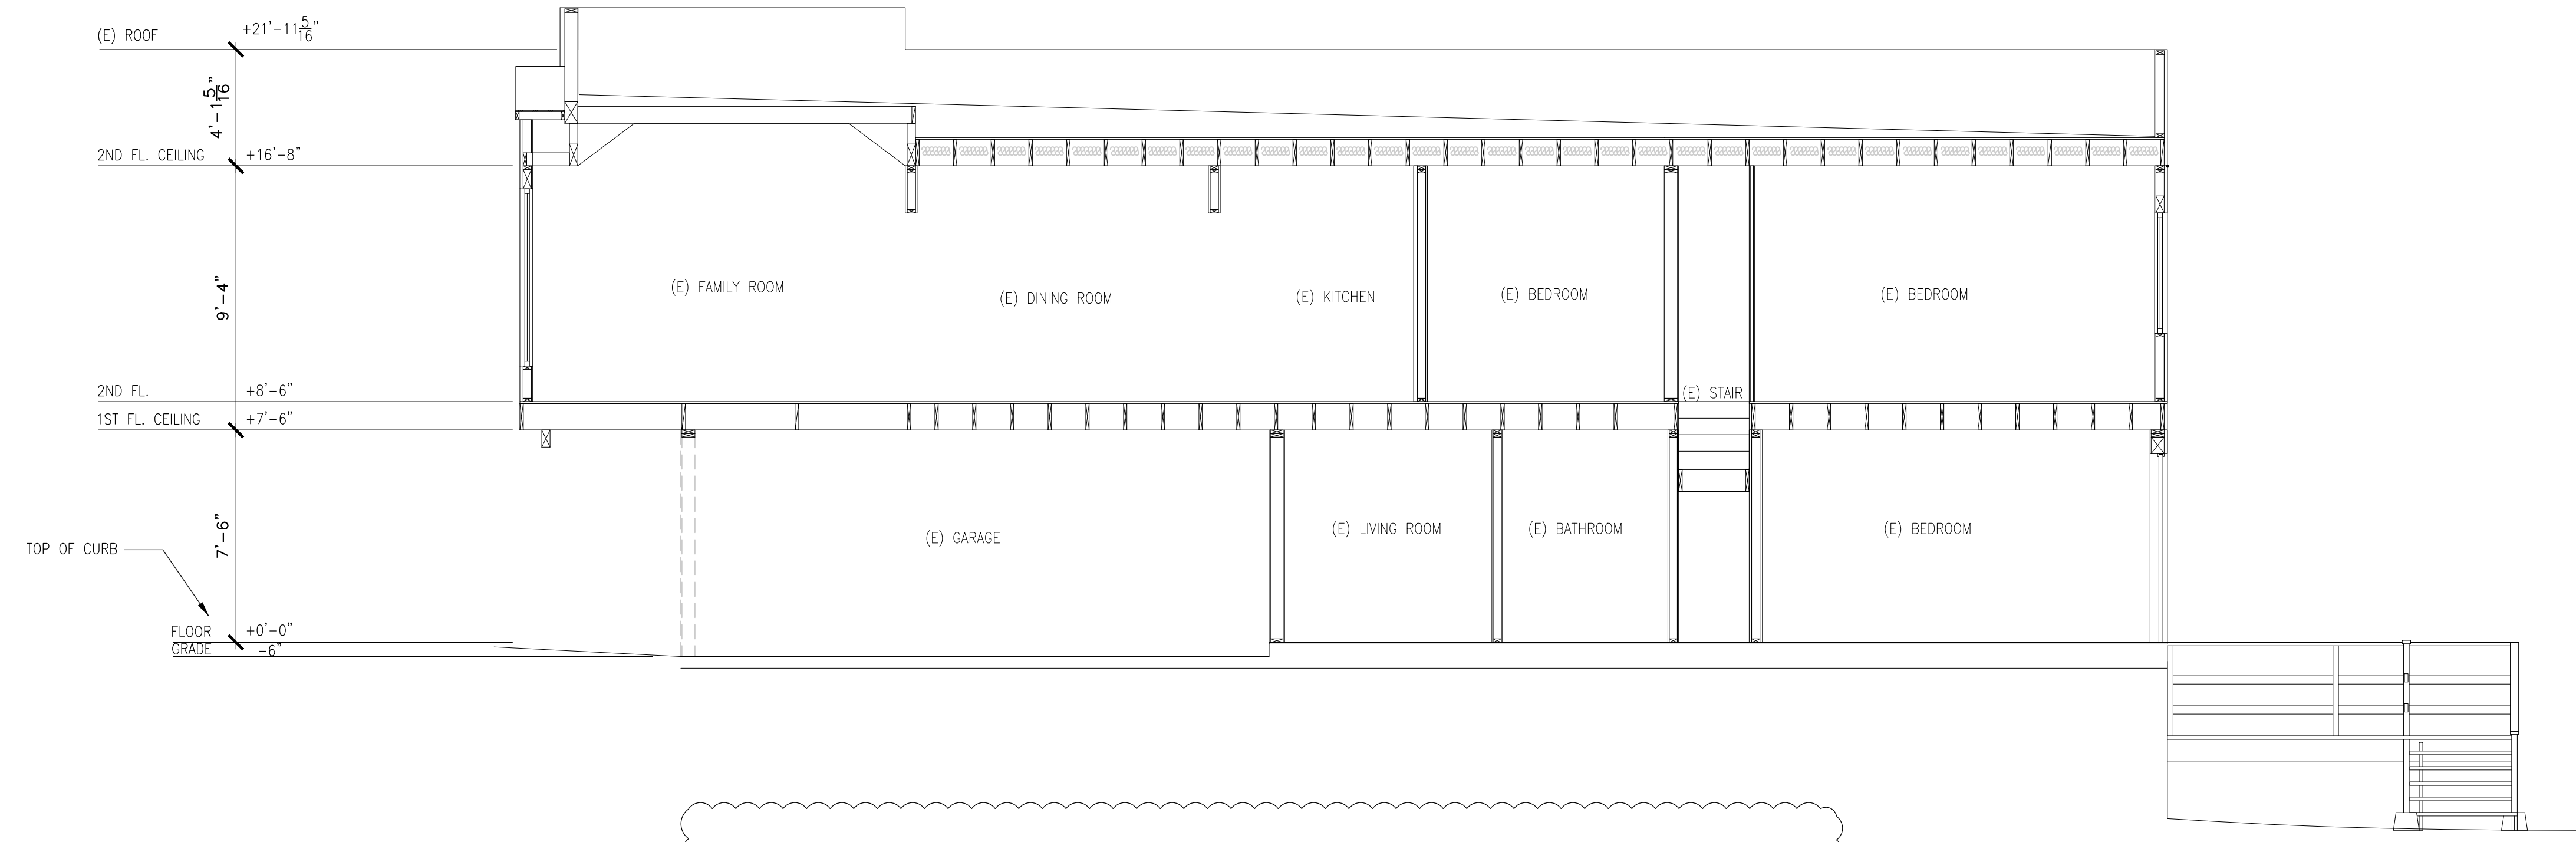 (E) ROOF +21'-11 5/16"
4'-1 5/16"
2ND FL. CEILING +16'-8"
9'-4"
(E) FAMILY ROOM
(E) DINING ROOM
(E) KITCHEN
(E) BEDROOM
(E) BEDROOM
2ND FL. +8'-6"
(E) STAIR
1ST FL. CEILING +7'-6"
7'-6"
(E) GARAGE
(E) LIVING ROOM
(E) BATHROOM
(E) BEDROOM
TOP OF CURB
FLOOR +0'-0"
GRADE -6"